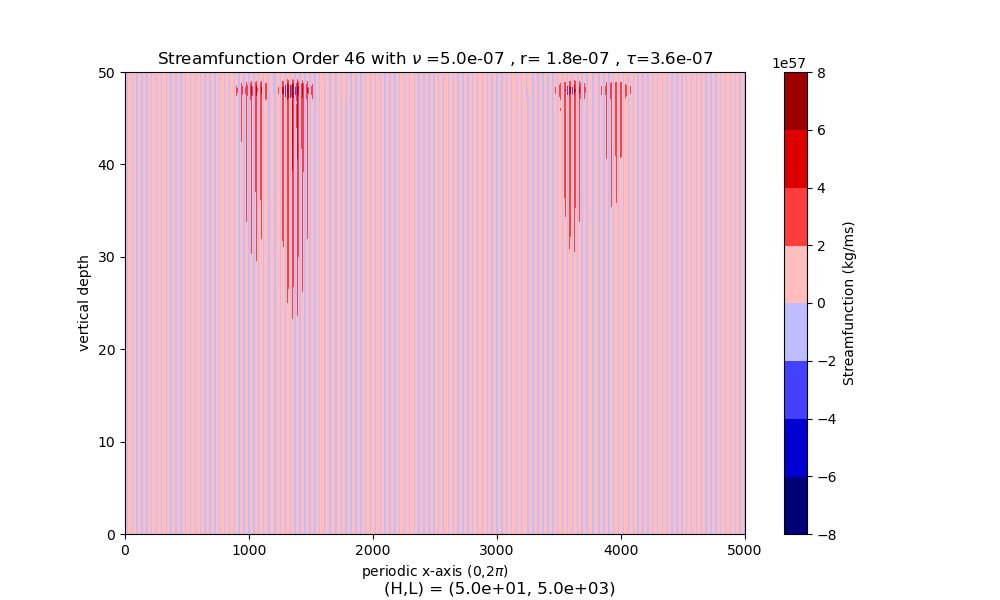 Streamfunction Order 46 with ν =5.0e-07 , r= 1.8e-07 , τ=3.6e-07
1e57
50
40
30
20
10
0
vertical depth
0 1000 2000 3000 4000 5000
periodic x-axis (0,2π)
(H,L) = (5.0e+01, 5.0e+03)
8
6
4
2
0
−2
−4
−6
−8
Streamfunction (kg/ms)